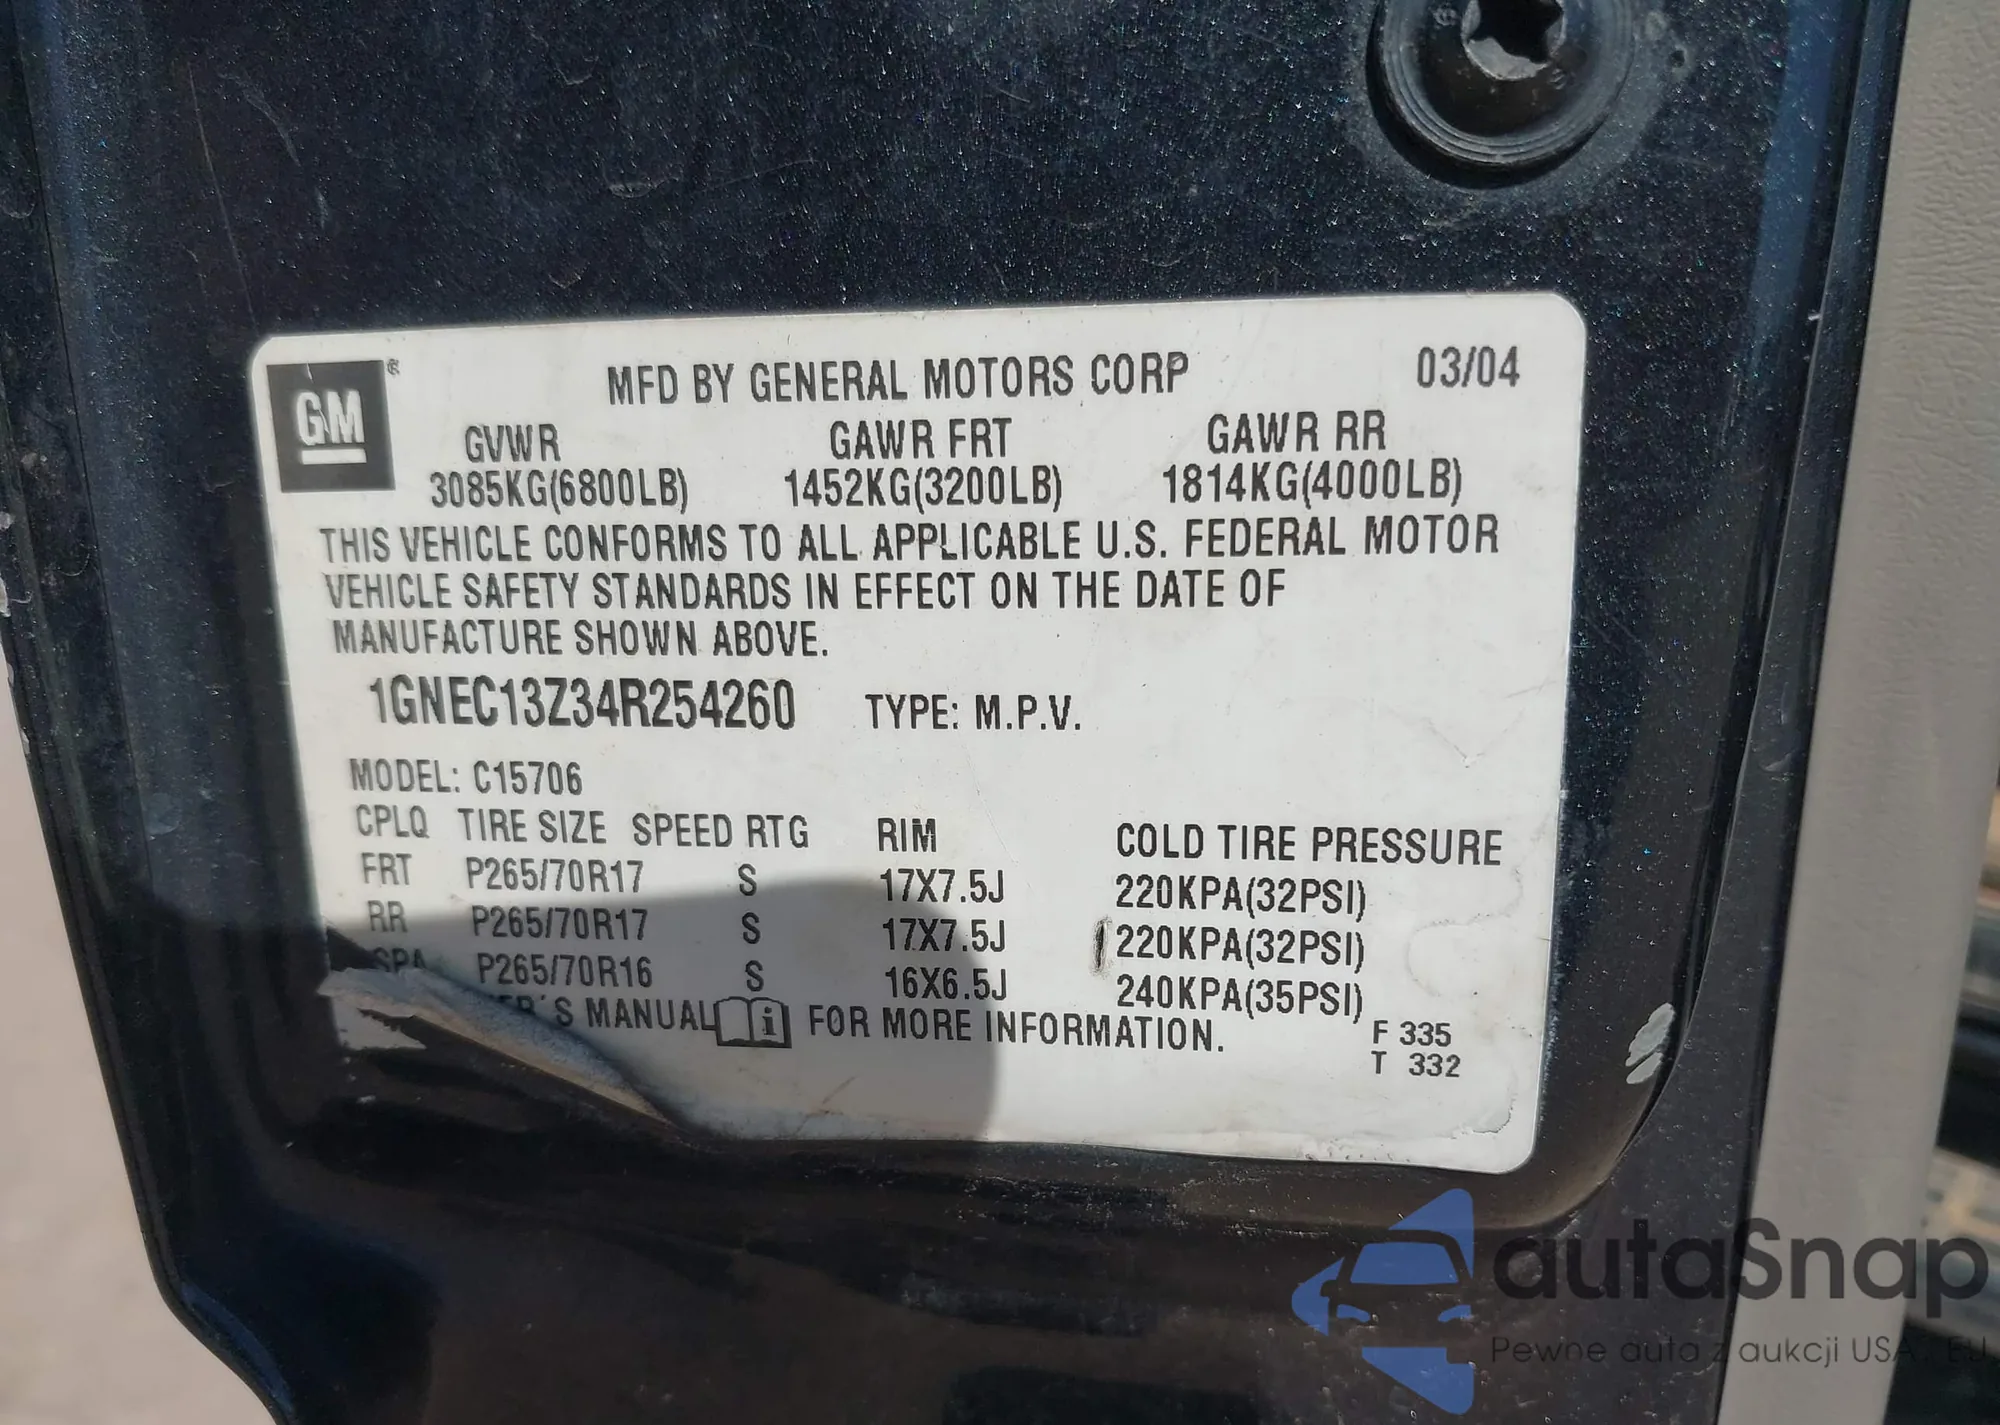 GM ®
MFD BY GENERAL MOTORS CORP 03/04
GVWR GAWR FRT GAWR RR
3085KG(6800LB) 1452KG(3200LB) 1814KG(4000LB)
THIS VEHICLE CONFORMS TO ALL APPLICABLE U.S. FEDERAL MOTOR
VEHICLE SAFETY STANDARDS IN EFFECT ON THE DATE OF
MANUFACTURE SHOWN ABOVE.
1GNEC13Z34R254260 TYPE: M.P.V.
MODEL: C15706
CPLQ TIRE SIZE SPEED RTG RIM COLD TIRE PRESSURE
FRT P265/70R17 S 17X7.5J 220KPA(32PSI)
RR P265/70R17 S 17X7.5J 220KPA(32PSI)
SPA P265/70R16 S 16X6.5J 240KPA(35PSI)
'S MANUAL i FOR MORE INFORMATION.
F 335
T 332
autaSnap
Pewne auta z aukcji USA, EU